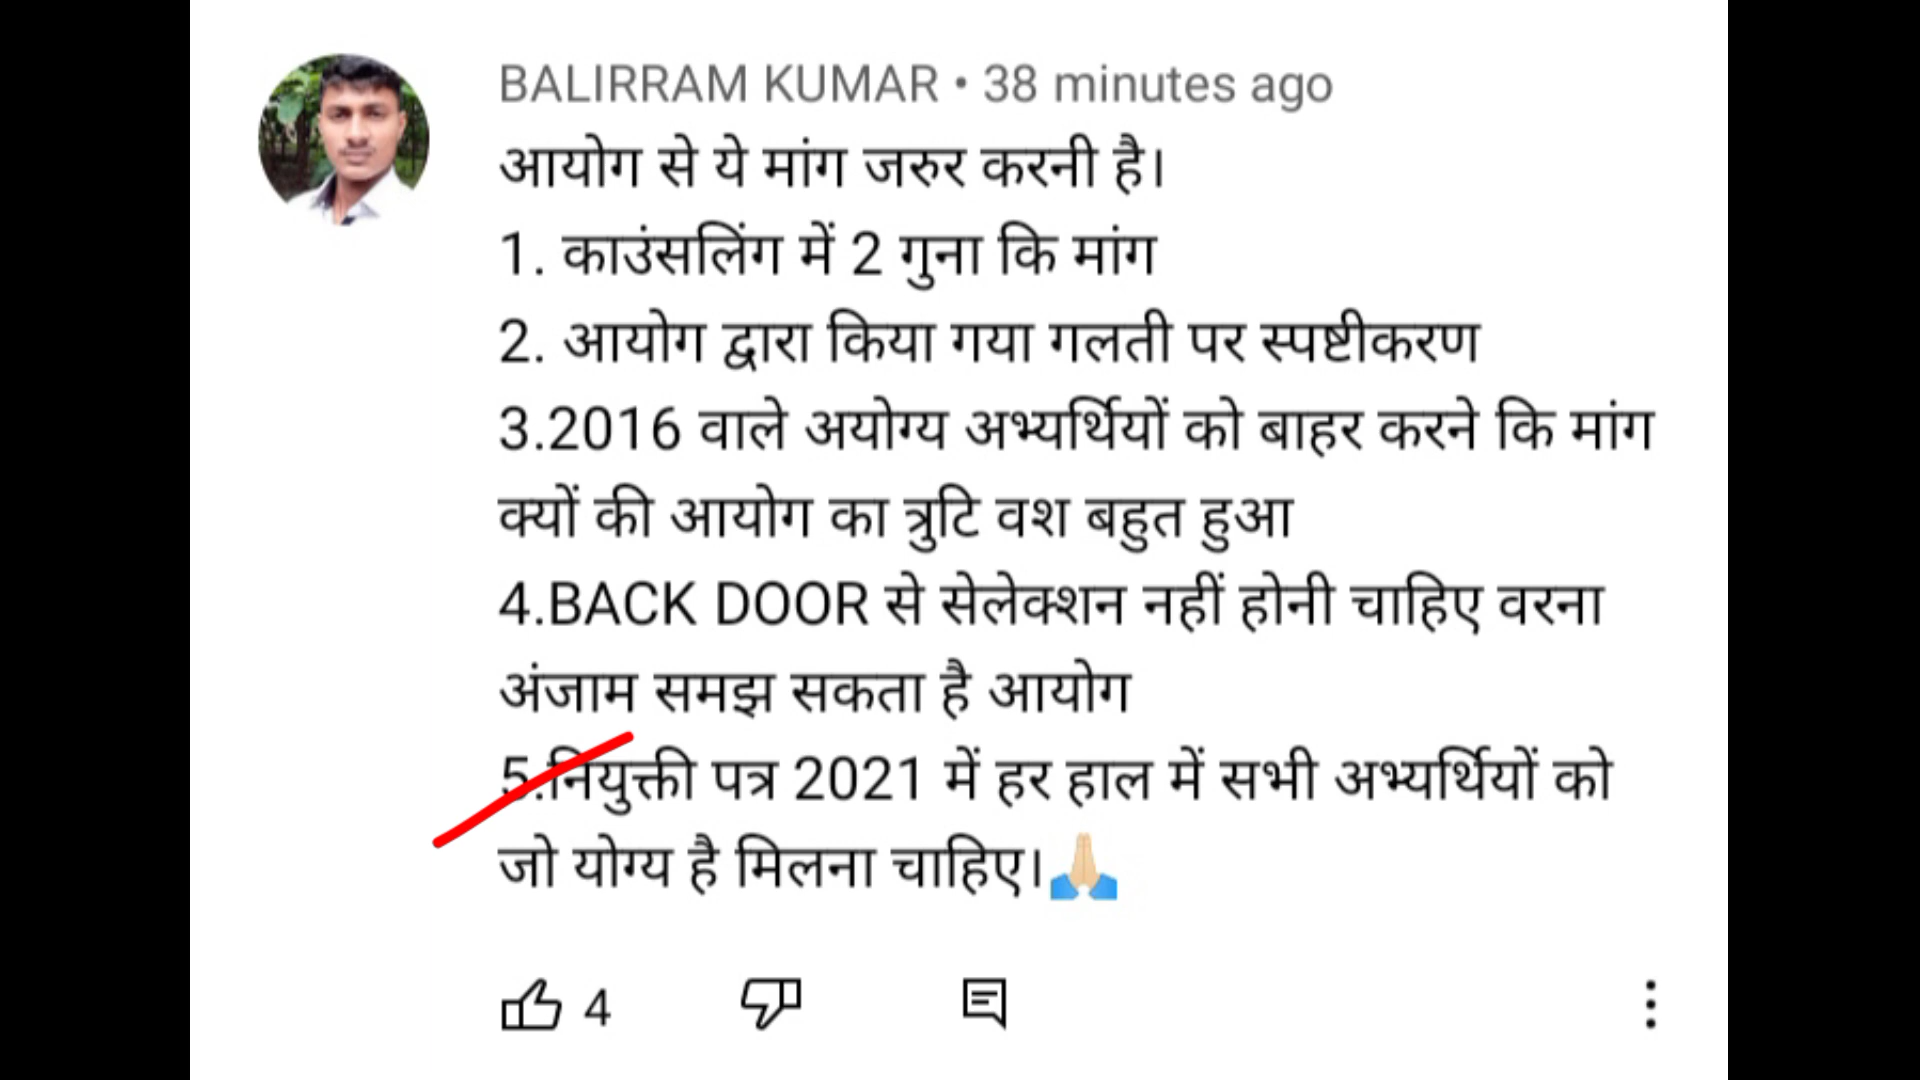 BALIRRAM KUMAR • 38 minutes ago
आयोग से ये मांग जरुर करनी है।
1. काउंसलिंग में 2 गुना कि मांग
2. आयोग द्वारा किया गया गलती पर स्पष्टीकरण
3.2016 वाले अयोग्य अभ्यर्थियों को बाहर करने कि मांग
क्यों की आयोग का त्रुटि वश बहुत हुआ
4.BACK DOOR से सेलेक्शन नहीं होनी चाहिए वरना
अंजाम समझ सकता है आयोग
5.नियुक्ती पत्र 2021 में हर हाल में सभी अभ्यर्थियों को
जो योग्य है मिलना चाहिए।🙏🏻
4